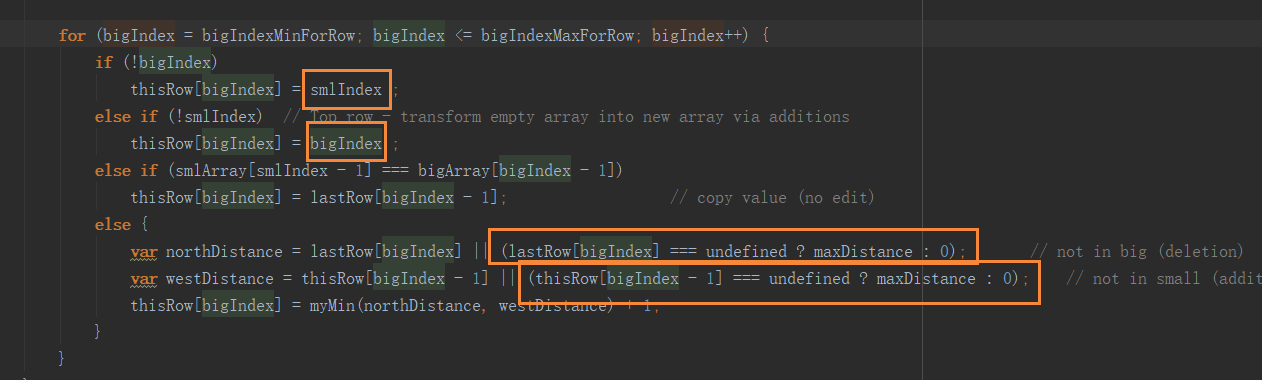 for (bigIndex = bigIndexMinForRow; bigIndex <= bigIndexMaxForRow; bigIndex++) {
if (!bigIndex)
thisRow[bigIndex] = smlIndex ;
else if (!smlIndex)  // Top row - transform empty array into new array via additions
thisRow[bigIndex] = bigIndex ;
else if (smlArray[smlIndex - 1] === bigArray[bigIndex - 1])
thisRow[bigIndex] = lastRow[bigIndex - 1]; // copy value (no edit)
else {
var northDistance = lastRow[bigIndex] || (lastRow[bigIndex] === undefined ? maxDistance : 0); // not in big (deletion)
var westDistance = thisRow[bigIndex - 1] || (thisRow[bigIndex - 1] === undefined ? maxDistance : 0); // not in small (addit
thisRow[bigIndex] = myMin(northDistance, westDistance) + 1;
}
}